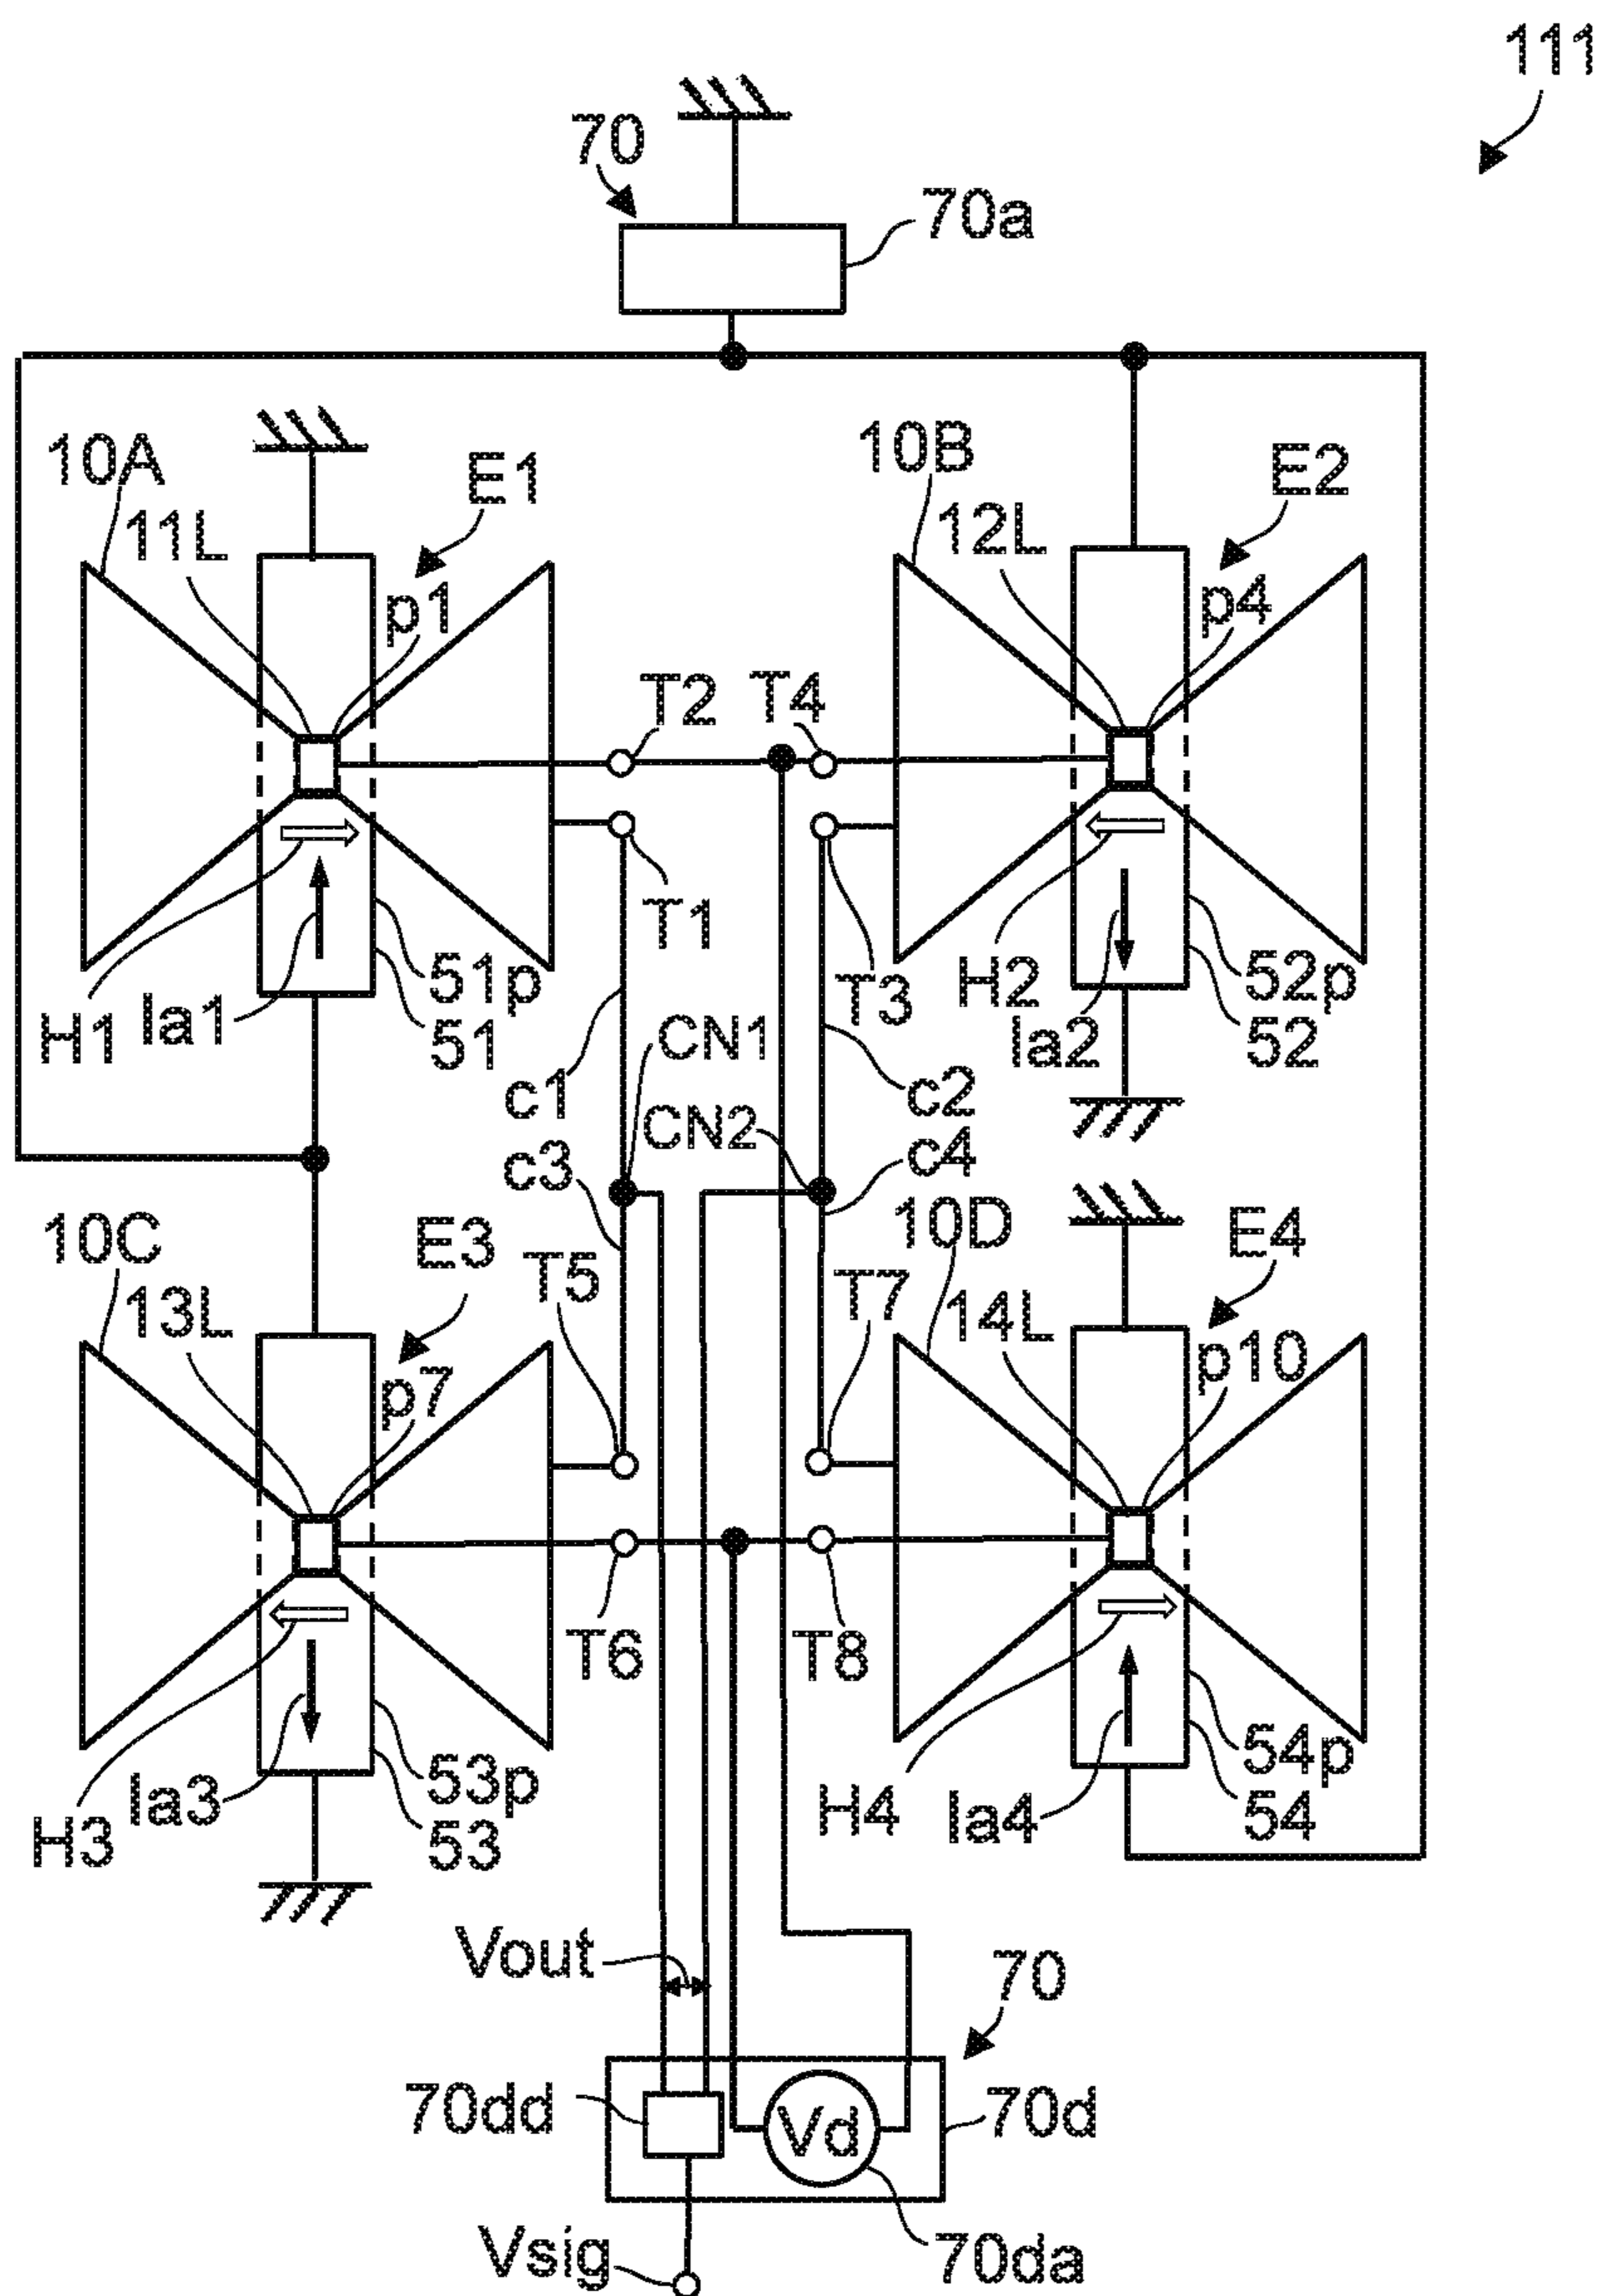 111
70
70a
10A
E1
10B
E2
11L
12L
p1
p4
T2
T4
T1
T3
H1
Ia1
51p
51
H2
Ia2
52p
52
CN1
c1
c2
CN2
c3
c4
10C
E3
10D
E4
13L
T5
T7
14L
p7
p10
T6
T8
H3
Ia3
53p
53
H4
Ia4
54p
54
Vout
70
70dd
Vd
70d
Vsig
70da